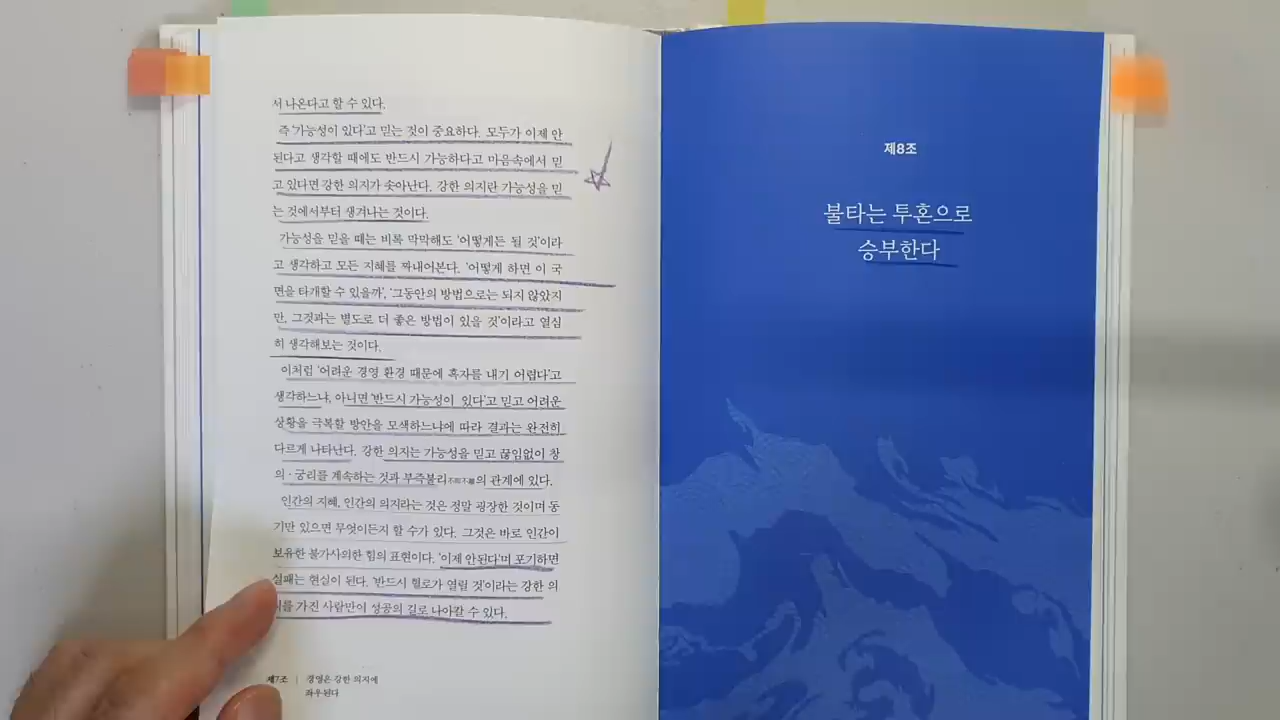 서 나온다고 할 수 있다.
즉 '가능성이 있다'고 믿는 것이 중요하다. 모두가 이제 안
된다고 생각할 때에도 반드시 가능하다고 마음속에서 믿
고 있다면 강한 의지가 솟아난다. 강한 의지란 가능성을 믿
는 것에서부터 생겨나는 것이다.
가능성을 믿을 때는 비록 막막해도 '어떻게든 될 것'이라
고 생각하고 모든 지혜를 짜내어본다. '어떻게 하면 이 국
면을 타개할 수 있을까', '그동안의 방법으로는 되지 않았지
만, 그것과는 별도로 더 좋은 방법이 있을 것'이라고 열심
히 생각해보는 것이다.
이처럼 '어려운 경영 환경 때문에 흑자를 내기 어렵다'고
생각하느냐, 아니면 '반드시 가능성이 있다'고 믿고 어려운
상황을 극복할 방안을 모색하느냐에 따라 결과는 완전히
다르게 나타난다. 강한 의지는 가능성을 믿고 끊임없이 창
의·궁리를 계속하는 것과 부즉불리不卽不離의 관계에 있다.
인간의 지혜, 인간의 의지라는 것은 정말 굉장한 것이며 동
기만 있으면 무엇이든지 할 수가 있다. 그것은 바로 인간이
보유한 불가사의한 힘의 표현이다. '이제 안된다'며 포기하면
실패는 현실이 된다. '반드시 혈로가 열릴 것'이라는 강한 의
를 가진 사람만이 성공의 길로 나아갈 수 있다.
제7조 | 경영은 강한 의지에
좌우된다
제8조
불타는 투혼으로
승부한다